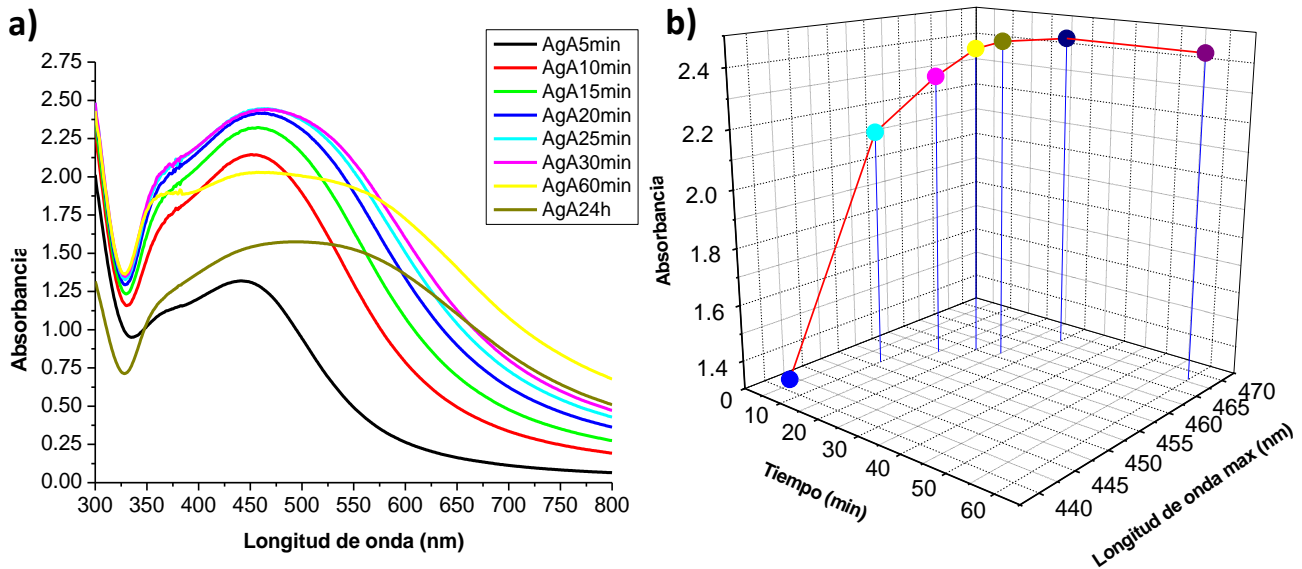 a)
AgA5min
AgA10min
AgA15min
AgA20min
AgA25min
AgA30min
AgA60min
AgA24h
2.75
2.50
2.25
2.00
1.75
1.50
1.25
1.00
0.75
0.50
0.25
0.00
Absorbancia
300 350 400 450 500 550 600 650 700 750 800
Longitud de onda (nm)
b)
2.4
2.2
2.0
1.8
1.6
1.4
Absorbancia
0 10 20 30 40 50 60
Tiempo (min)
440 445 450 455 460 465 470
Longitud de onda max (nm)